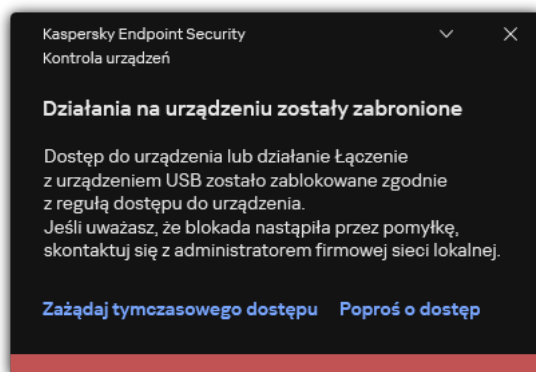 Kaspersky Endpoint Security
Kontrola urządzeń
Działania na urządzeniu zostały zabronione
Dostęp do urządzenia lub działanie Łączenie
z urządzeniem USB zostało zablokowane zgodnie
z regułą dostępu do urządzenia.
Jeśli uważasz, że blokada nastąpiła przez pomyłkę,
skontaktuj się z administratorem firmowej sieci lokalnej.
Zażądaj tymczasowego dostępu Poproś o dostęp